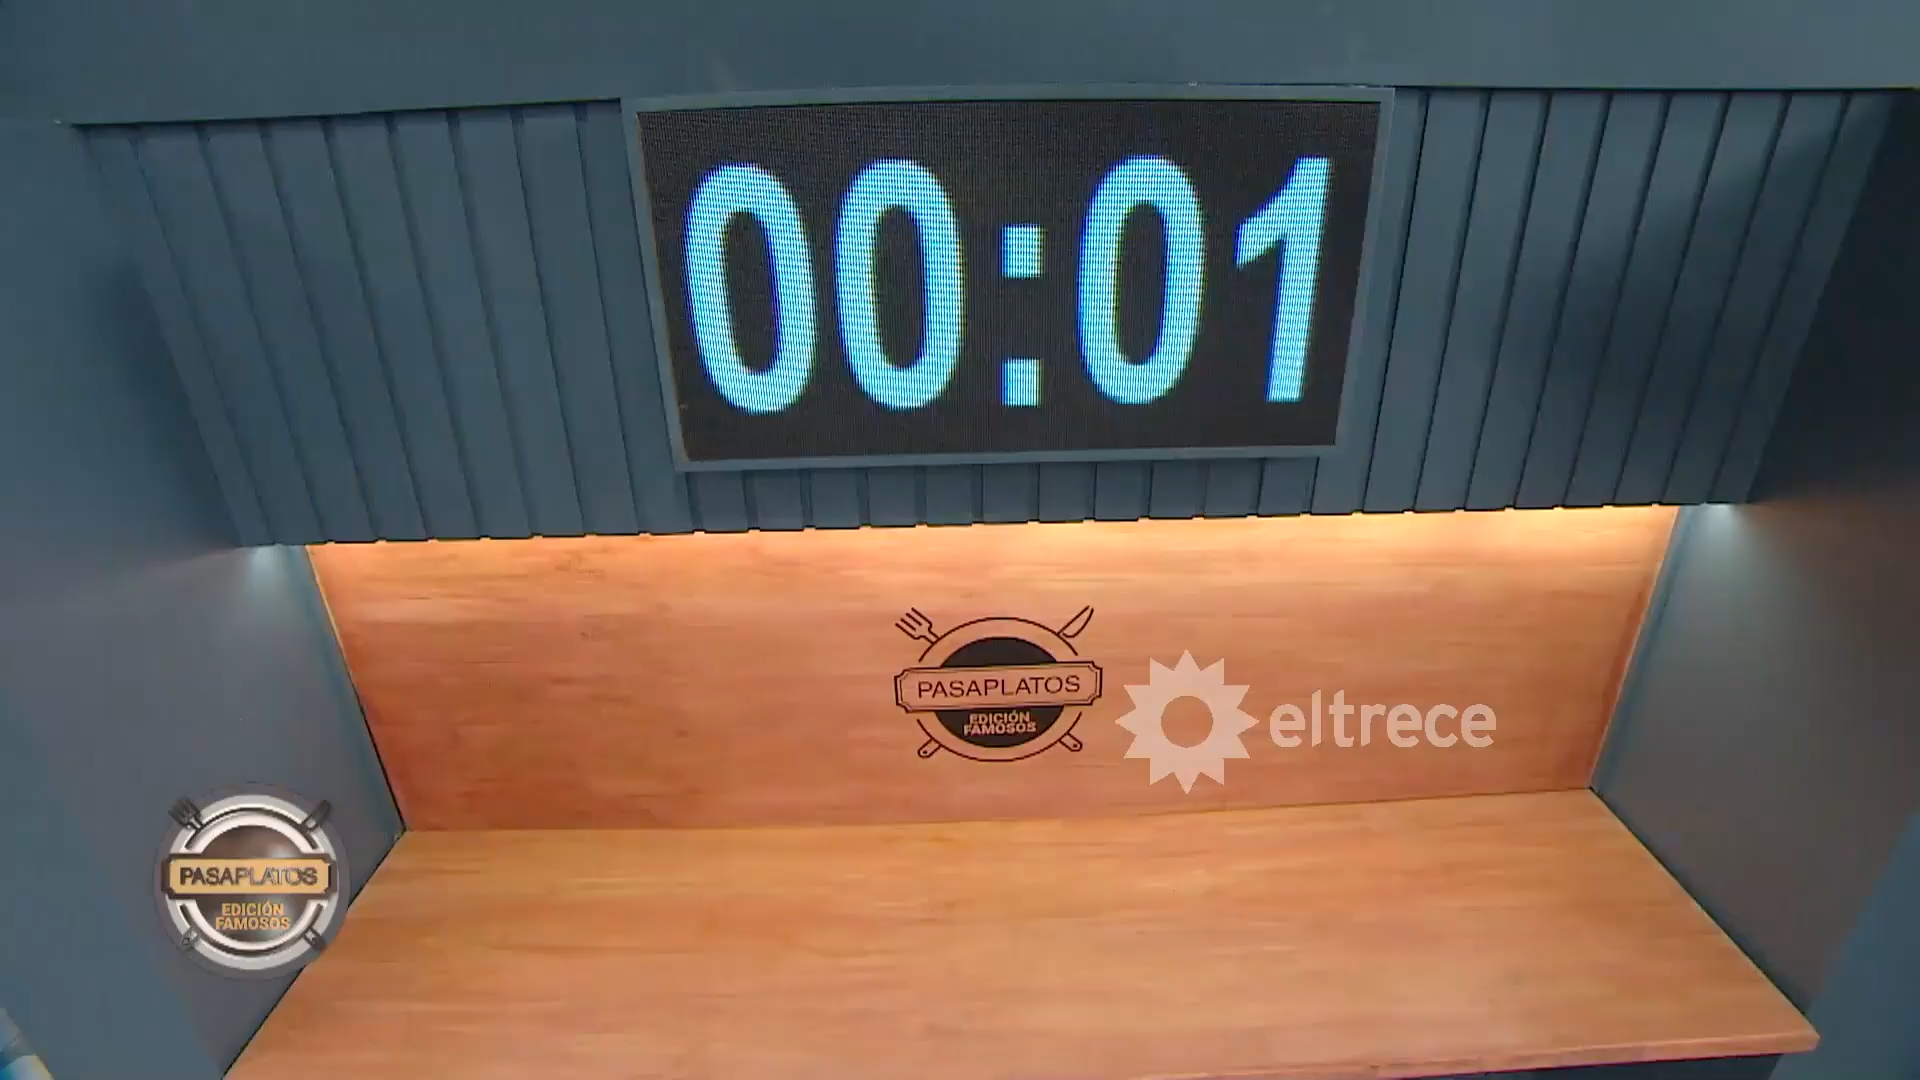 00:01
PASAPLATOS
EDICIÓN
FAMOSOS
eltrece
PASAPLATOS
EDICIÓN
FAMOSOS